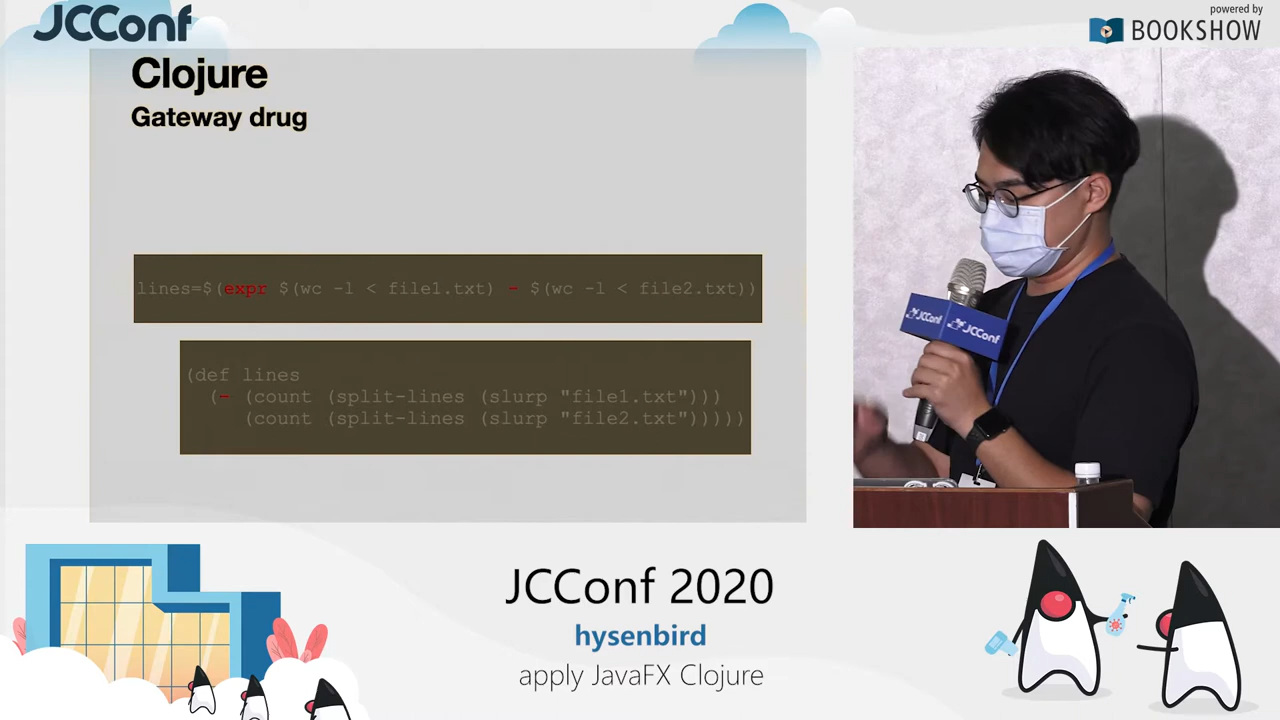 JCConf
powered by
BOOKSHOW
Clojure
Gateway drug
lines=$(expr $(wc -l < file1.txt) - $(wc -l < file2.txt))
(def lines
(- (count (split-lines (slurp "file1.txt")))
(count (split-lines (slurp "file2.txt")))))
JCConf
JCConf
JCConf 2020
hysenbird
apply JavaFX Clojure